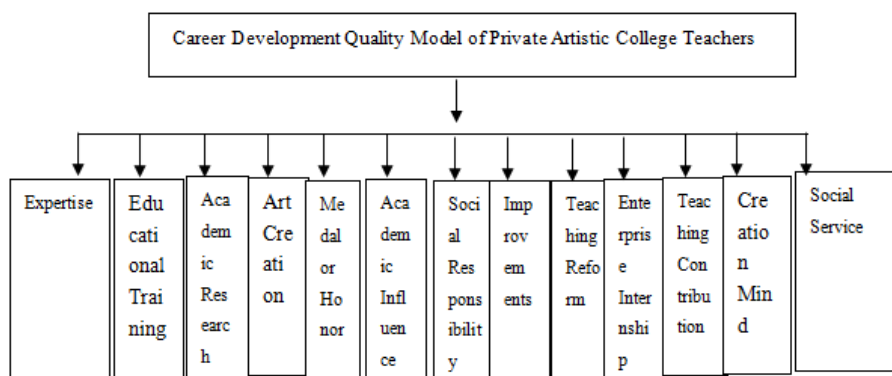 Career Development Quality Model of Private Artistic College Teachers
Expertise
Edu
cati
onal
Trai
ning
Aca
dem
ic
Res
earc
h
Art
Cre
ati
on
Me
dal
or
Ho
nor
Aca
dem
ic
Infl
uen
ce
Soci
al
Res
pons
ibilit
y
Imp
rov
em
ents
Teac
hing
Refo
rm
Ente
rpris
e
Inter
nshi
p
Teac
hing
Con
tribu
tion
Cre
atio
n
Min
d
Social
Service